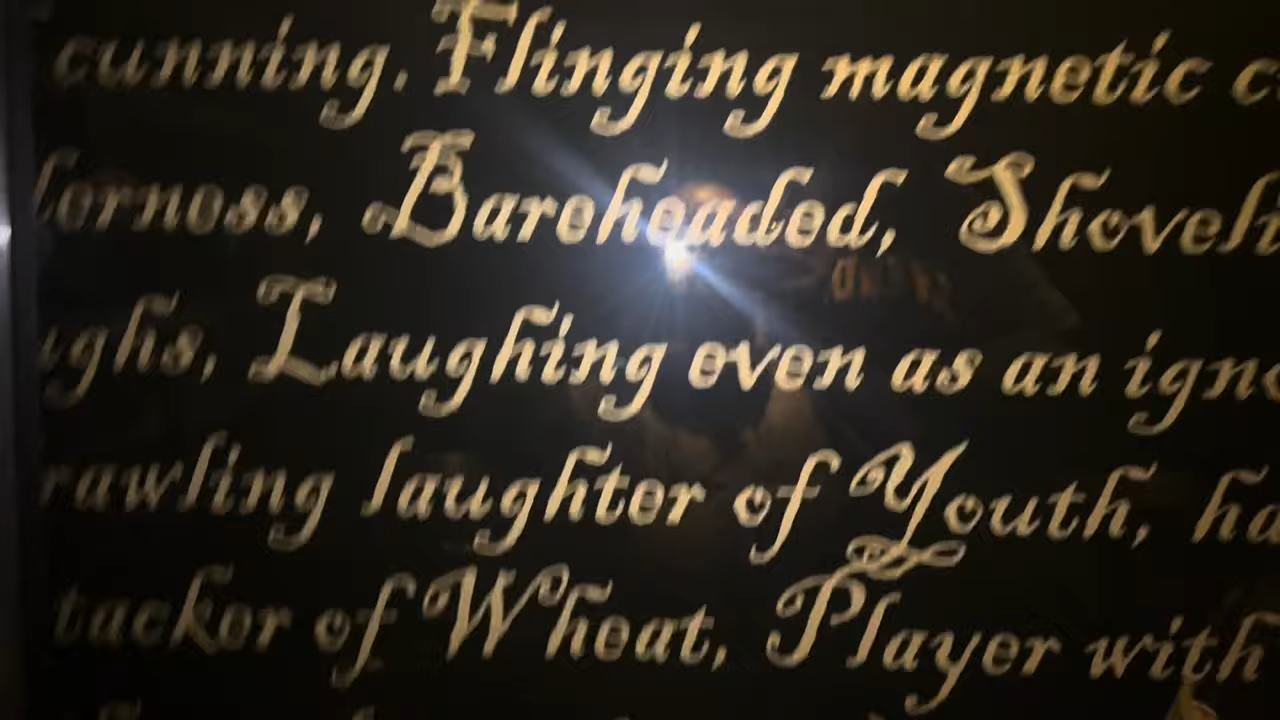 cunning. Flinging magnetic c
lerness, Bareheaded, Shoveli
ughs, Laughing even as an igno
rawling laughter of Youth, ha
tacker of Wheat, Player with